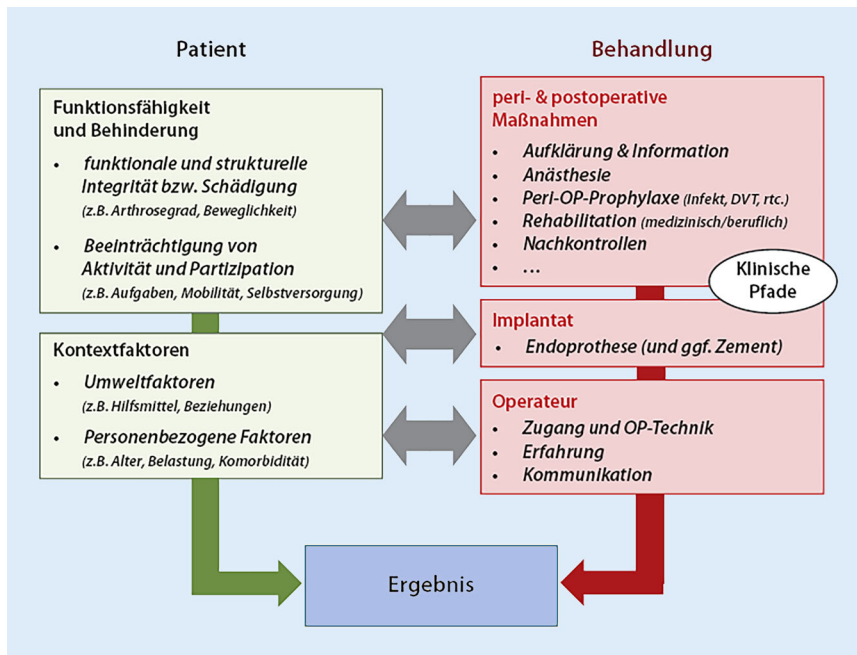 Patient
Funktionsfähigkeit
und Behinderung
• funktionale und strukturelle
Integrität bzw. Schädigung
(z.B. Arthrosegrad, Beweglichkeit)
• Beeinträchtigung von
Aktivität und Partizipation
(z.B. Aufgaben, Mobilität, Selbstversorgung)
Kontextfaktoren
• Umweltfaktoren
(z.B. Hilfsmittel, Beziehungen)
• Personenbezogene Faktoren
(z.B. Alter, Belastung, Komorbidität)
Behandlung
peri- & postoperative
Maßnahmen
• Aufklärung & Information
• Anästhesie
• Peri-OP-Prophylaxe (Infekt, DVT, rtc.)
• Rehabilitation (medizinisch/beruflich)
• Nachkontrollen
• ...
Klinische
Pfade
Implantat
• Endoprothese (und ggf. Zement)
Operateur
• Zugang und OP-Technik
• Erfahrung
• Kommunikation
Ergebnis